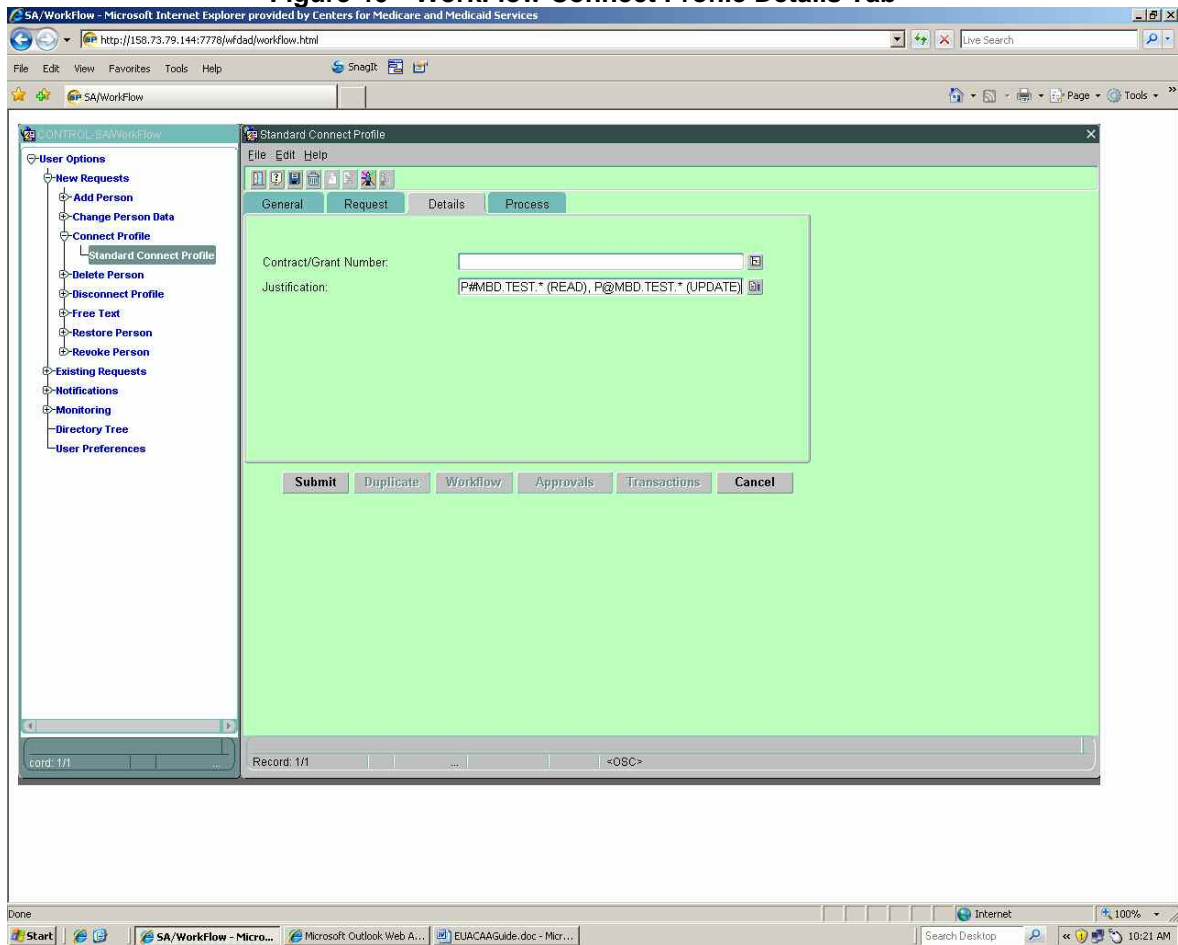 Figure 10 - WorkFlow Connect Profile Details Tab
SA/WorkFlow - Microsoft Internet Explorer provided by Centers for Medicare and Medicaid Services
http://158.73.79.144:7778/wfdad/workflow.html
Live Search
File Edit View Favorites Tools Help
SnagIt
SA/WorkFlow
Page
Tools
CONTROL-SA/WorkFlow
User Options
New Requests
Add Person
Change Person Data
Connect Profile
Standard Connect Profile
Delete Person
Disconnect Profile
Free Text
Restore Person
Revoke Person
Existing Requests
Notifications
Monitoring
Directory Tree
User Preferences
cord: 1/1 ...
Standard Connect Profile
File Edit Help
General Request Details Process
Contract/Grant Number:
Justification: P#MBD.TEST.* (READ), P@MBD.TEST.* (UPDATE)
Submit Duplicate Workflow Approvals Transactions Cancel
Record: 1/1 ... <OSC>
Done
Internet
100%
Start
SA/WorkFlow - Micro...
Microsoft Outlook Web A...
EUACAAGuide.doc - Micr...
Search Desktop
10:21 AM